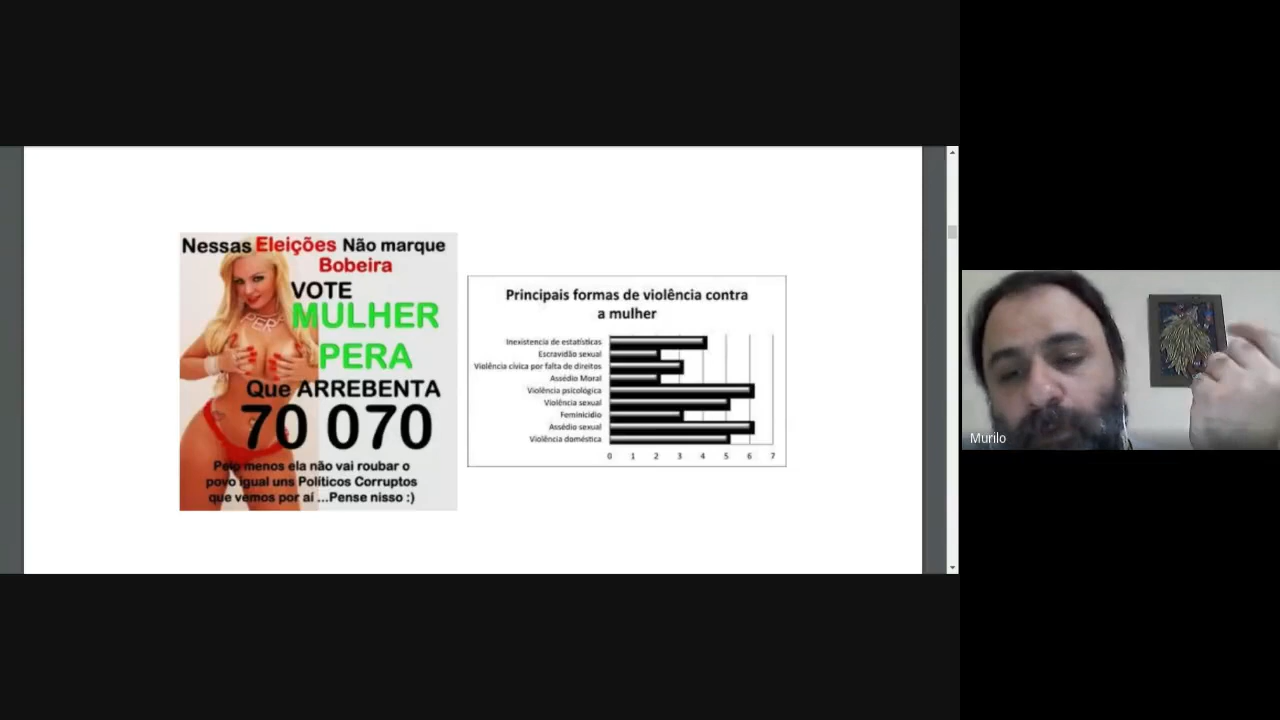 Nessas Eleições Não marque
Bobeira
VOTE
MULHER
PERA
Que ARREBENTA
70 070
Pelo menos ela não vai roubar o
povo igual uns Políticos Corruptos
que vemos por aí ...Pense nisso :)
Principais formas de violência contra
a mulher
Inexistencia de estatísticas
Escravidão sexual
Violência cívica por falta de direitos
Assédio Moral
Violência psicológica
Violência sexual
Feminicídio
Assédio sexual
Violência doméstica
0 1 2 3 4 5 6 7
Murilo